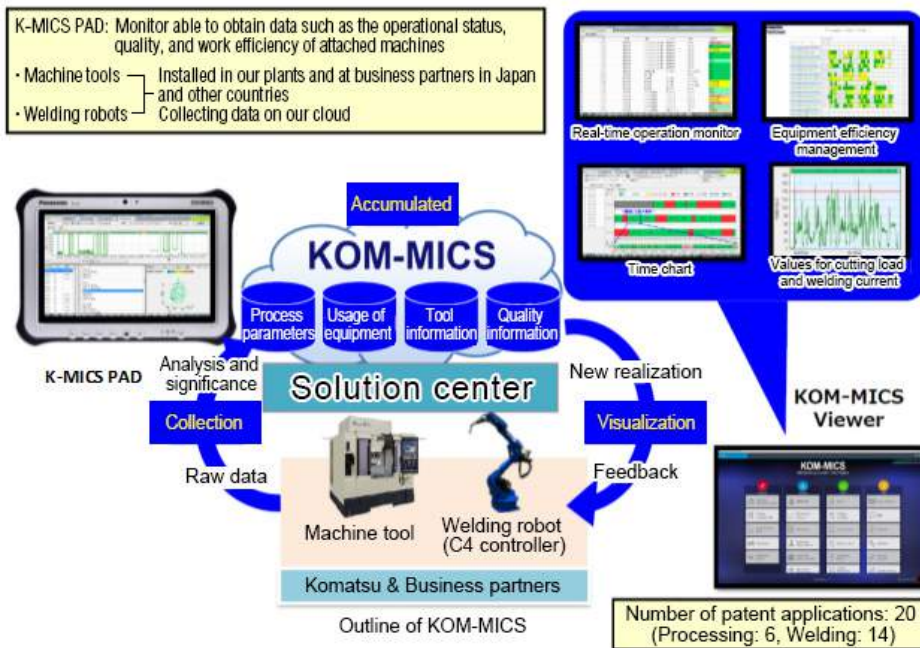 K-MICS PAD: Monitor able to obtain data such as the operational status,
quality, and work efficiency of attached machines
・Machine tools
Installed in our plants and at business partners in Japan
and other countries
・Welding robots
Collecting data on our cloud
Real-time operation monitor
Equipment efficiency
management
Time chart
Values for cutting load
and welding current
Panasonic
K-MICS PAD
Accumulated
KOM-MICS
Process
parameters
Usage of
equipment
Tool
information
Quality
information
Analysis and
significance
Solution center
New realization
Collection
Visualization
Raw data
Feedback
Machine tool
Welding robot
(C4 controller)
Komatsu & Business partners
Outline of KOM-MICS
KOM-MICS
Viewer
KOM-MICS
Number of patent applications: 20
(Processing: 6, Welding: 14)